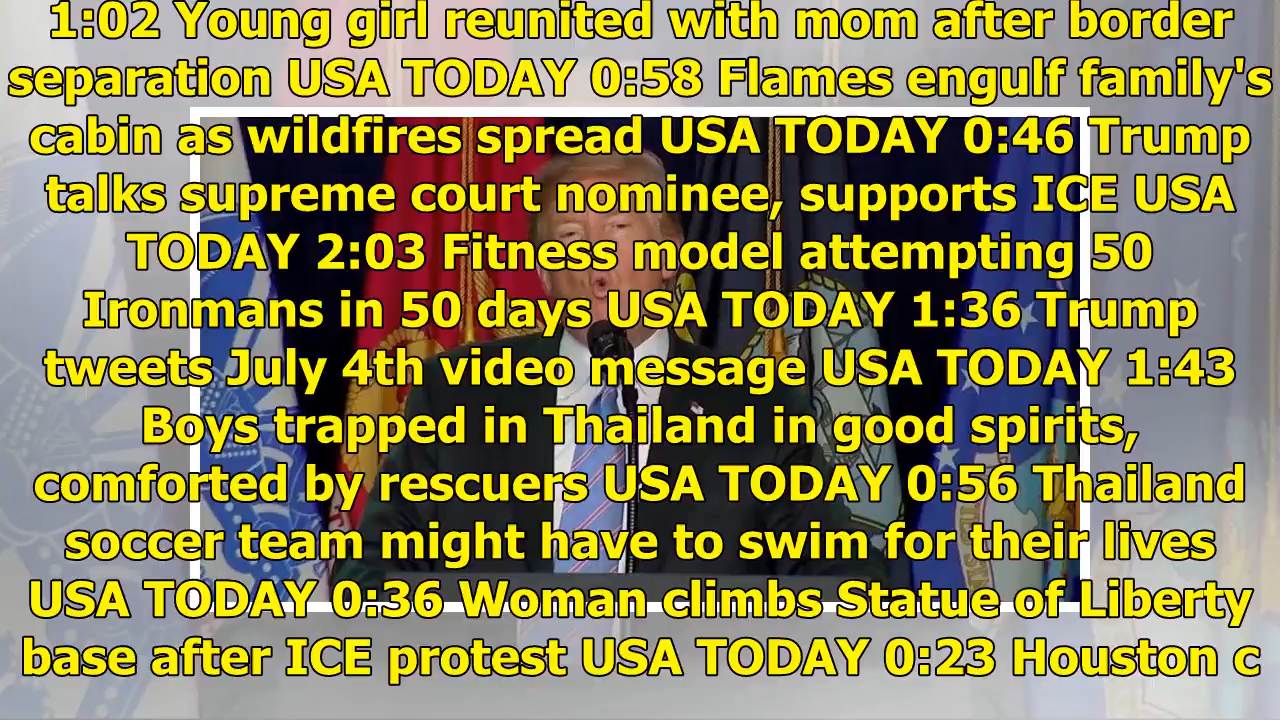 1:02 Young girl reunited with mom after border
separation USA TODAY 0:58 Flames engulf family's
cabin as wildfires spread USA TODAY 0:46 Trump
talks supreme court nominee, supports ICE USA
TODAY 2:03 Fitness model attempting 50
Ironmans in 50 days USA TODAY 1:36 Trump
tweets July 4th video message USA TODAY 1:43
Boys trapped in Thailand in good spirits,
comforted by rescuers USA TODAY 0:56 Thailand
soccer team might have to swim for their lives
USA TODAY 0:36 Woman climbs Statue of Liberty
base after ICE protest USA TODAY 0:23 Houston c